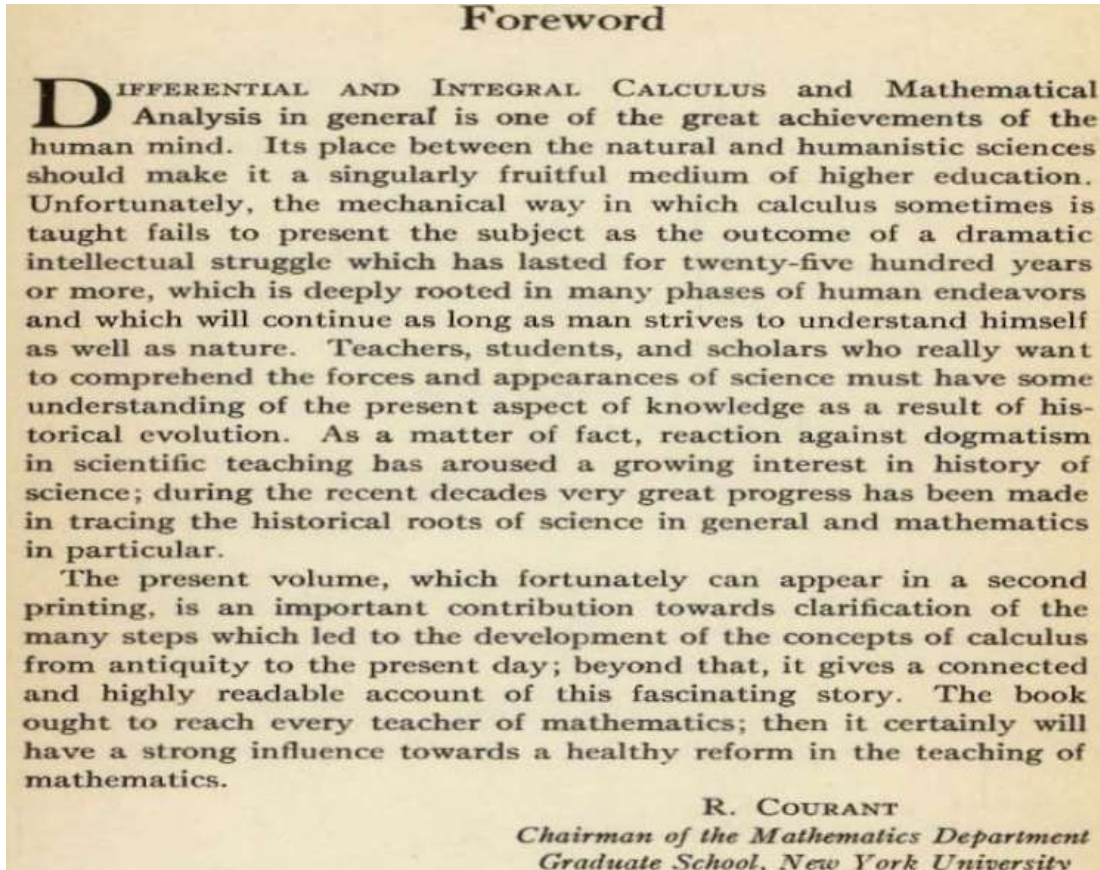 Foreword
DIFFERENTIAL AND INTEGRAL CALCULUS and Mathematical
Analysis in general is one of the great achievements of the
human mind. Its place between the natural and humanistic sciences
should make it a singularly fruitful medium of higher education.
Unfortunately, the mechanical way in which calculus sometimes is
taught fails to present the subject as the outcome of a dramatic
intellectual struggle which has lasted for twenty-five hundred years
or more, which is deeply rooted in many phases of human endeavors
and which will continue as long as man strives to understand himself
as well as nature. Teachers, students, and scholars who really want
to comprehend the forces and appearances of science must have some
understanding of the present aspect of knowledge as a result of his-
torical evolution. As a matter of fact, reaction against dogmatism
in scientific teaching has aroused a growing interest in history of
science; during the recent decades very great progress has been made
in tracing the historical roots of science in general and mathematics
in particular.
The present volume, which fortunately can appear in a second
printing, is an important contribution towards clarification of the
many steps which led to the development of the concepts of calculus
from antiquity to the present day; beyond that, it gives a connected
and highly readable account of this fascinating story. The book
ought to reach every teacher of mathematics; then it certainly will
have a strong influence towards a healthy reform in the teaching of
mathematics.
R. COURANT
Chairman of the Mathematics Department
Graduate School, New York University